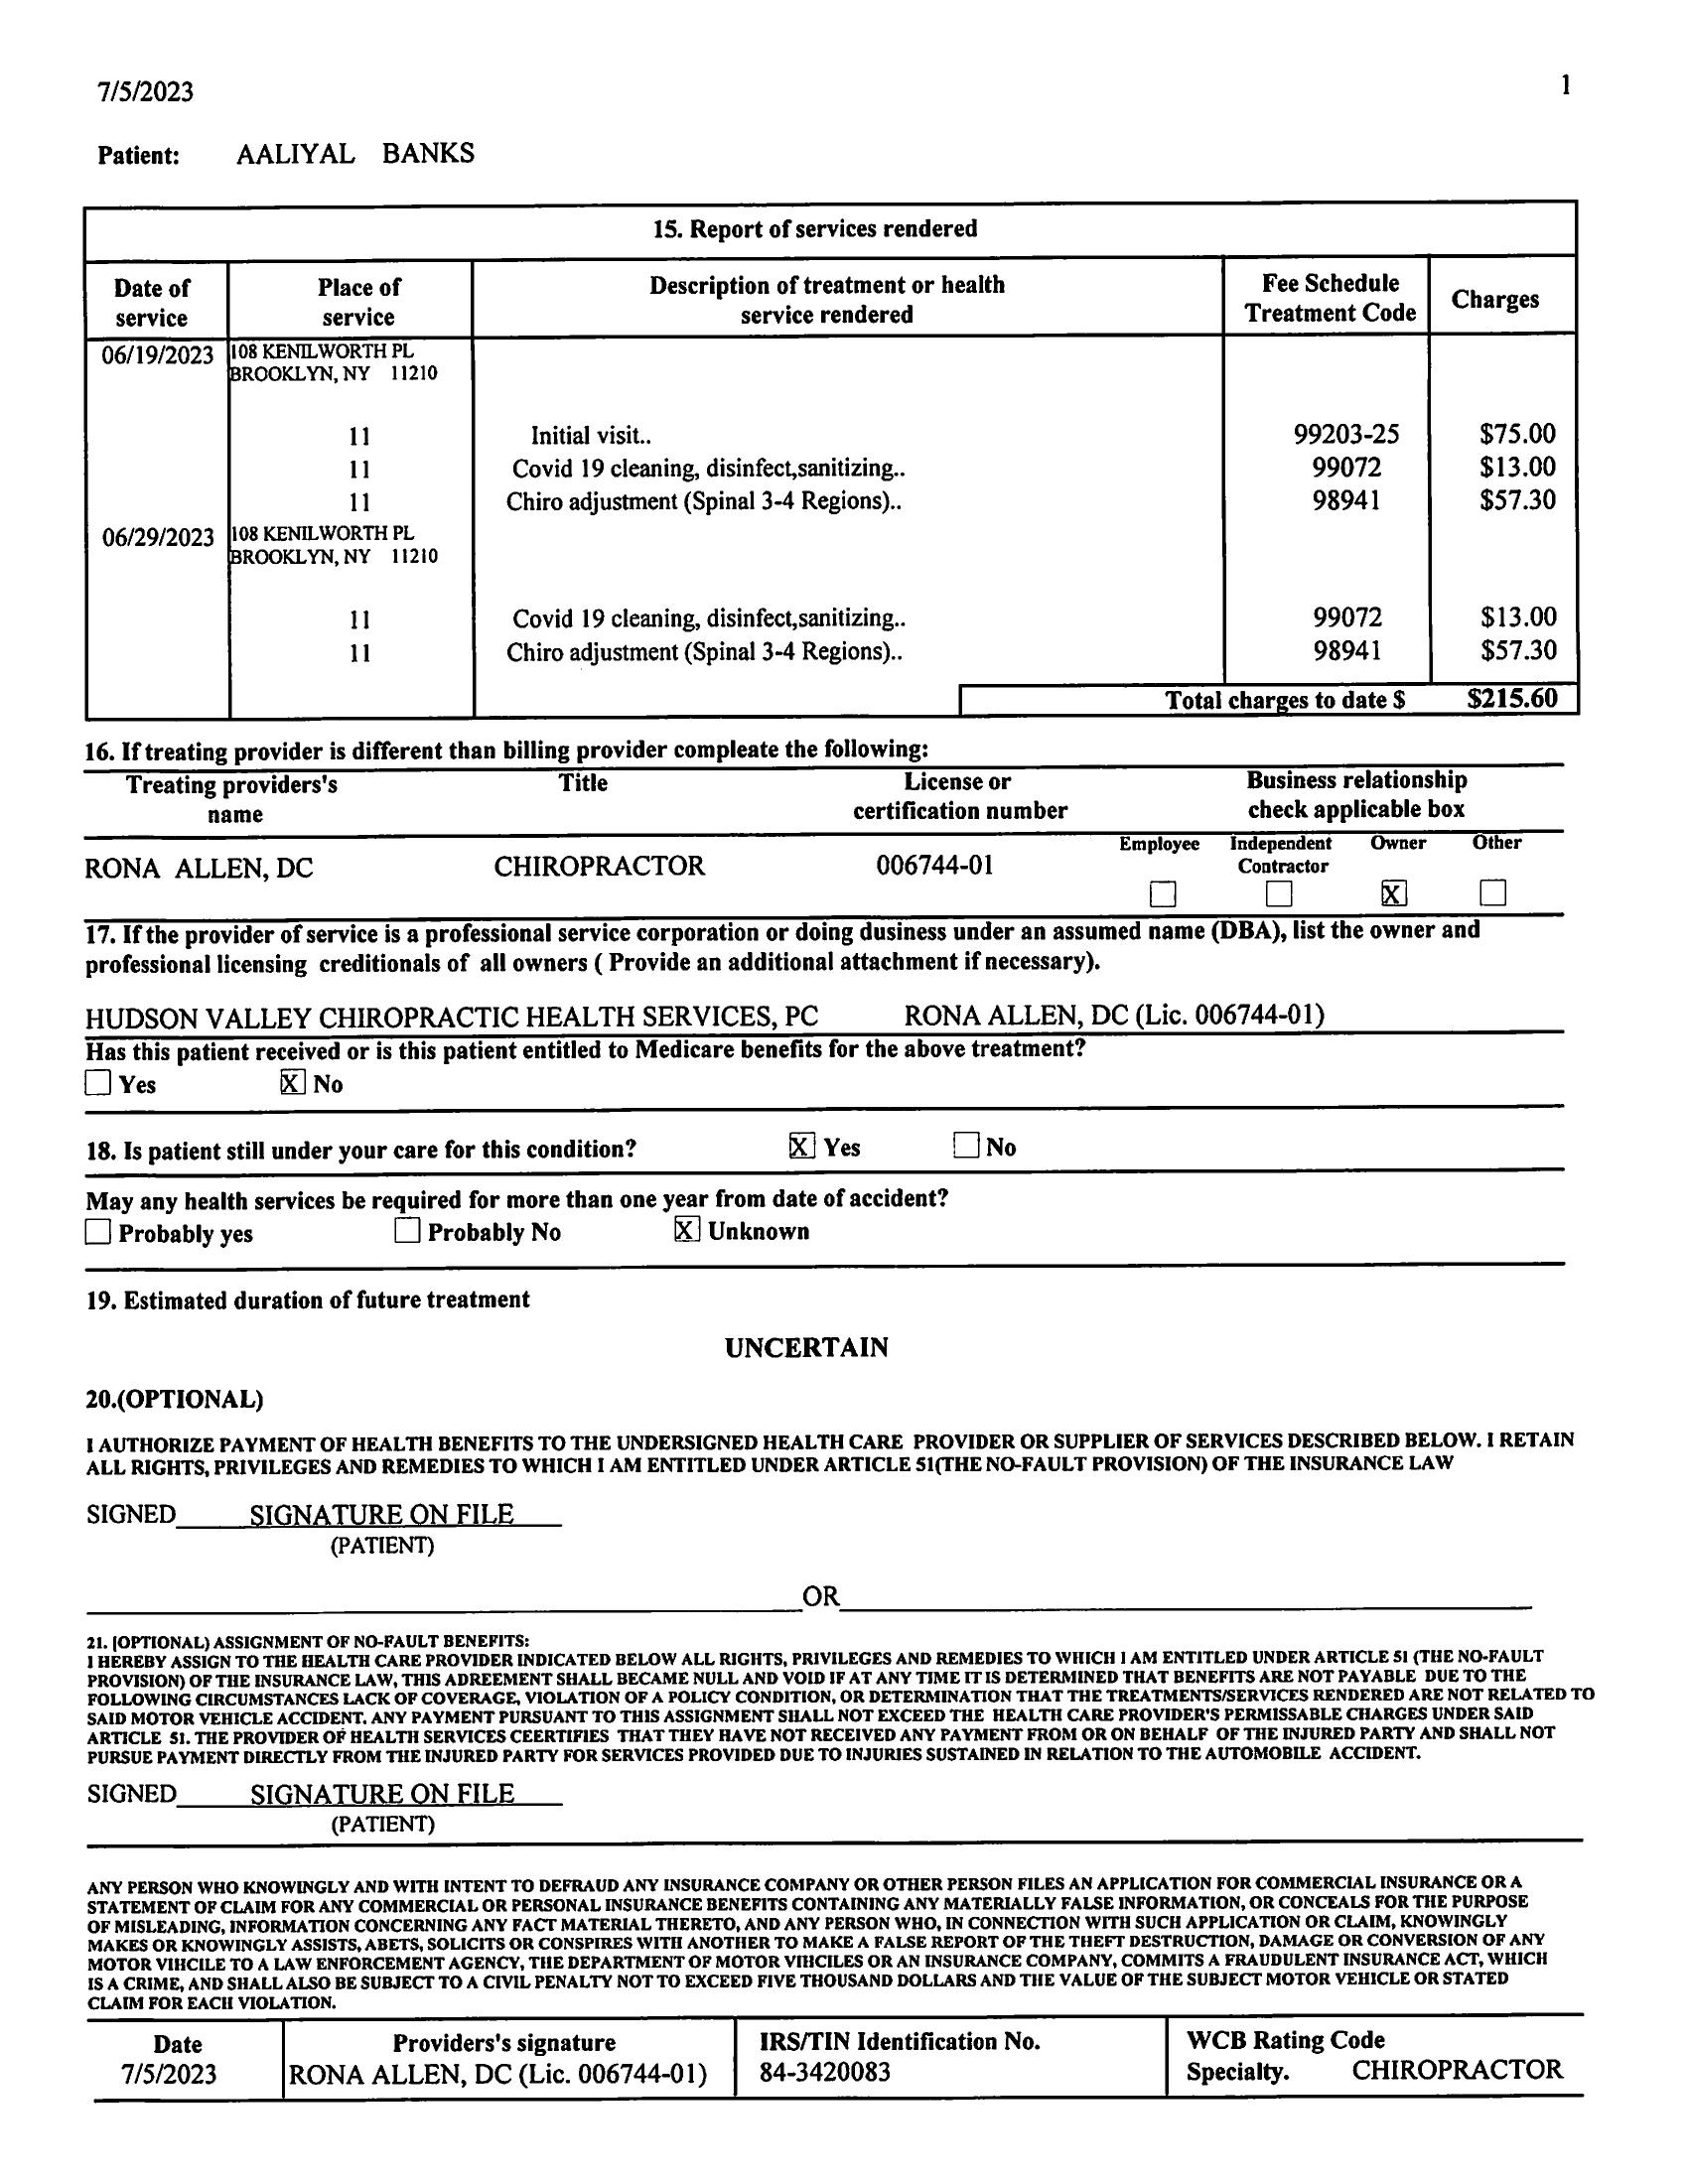 7/5/2023 1
Patient: AALIYAL BANKS
15. Report of services rendered
Date of service Place of service Description of treatment or health service rendered Fee Schedule Treatment Code Charges
06/19/2023 108 KENILWORTH PL
BROOKLYN, NY 11210
11 Initial visit.. 99203-25 $75.00
11 Covid 19 cleaning, disinfect,sanitizing.. 99072 $13.00
11 Chiro adjustment (Spinal 3-4 Regions).. 98941 $57.30
06/29/2023 108 KENILWORTH PL
BROOKLYN, NY 11210
11 Covid 19 cleaning, disinfect,sanitizing.. 99072 $13.00
11 Chiro adjustment (Spinal 3-4 Regions).. 98941 $57.30
Total charges to date $ $215.60
16. If treating provider is different than billing provider compleate the following:
Treating providers's name Title License or certification number Business relationship check applicable box
Employee Independent Contractor Owner Other
RONA ALLEN, DC CHIROPRACTOR 006744-01
☐ ☐ X ☐
17. If the provider of service is a professional service corporation or doing dusiness under an assumed name (DBA), list the owner and
professional licensing creditionals of all owners ( Provide an additional attachment if necessary).
HUDSON VALLEY CHIROPRACTIC HEALTH SERVICES, PC RONA ALLEN, DC (Lic. 006744-01)
Has this patient received or is this patient entitled to Medicare benefits for the above treatment?
☐ Yes X No
18. Is patient still under your care for this condition? X Yes ☐ No
May any health services be required for more than one year from date of accident?
☐ Probably yes ☐ Probably No X Unknown
19. Estimated duration of future treatment
UNCERTAIN
20.(OPTIONAL)
I AUTHORIZE PAYMENT OF HEALTH BENEFITS TO THE UNDERSIGNED HEALTH CARE PROVIDER OR SUPPLIER OF SERVICES DESCRIBED BELOW. I RETAIN
ALL RIGHTS, PRIVILEGES AND REMEDIES TO WHICH I AM ENTITLED UNDER ARTICLE 51(THE NO-FAULT PROVISION) OF THE INSURANCE LAW
SIGNED SIGNATURE ON FILE
(PATIENT)
OR
21. [OPTIONAL) ASSIGNMENT OF NO-FAULT BENEFITS:
I HEREBY ASSIGN TO THE HEALTH CARE PROVIDER INDICATED BELOW ALL RIGHTS, PRIVILEGES AND REMEDIES TO WHICH I AM ENTITLED UNDER ARTICLE 51 (THE NO-FAULT
PROVISION) OF THE INSURANCE LAW, THIS ADREEMENT SHALL BECAME NULL AND VOID IF AT ANY TIME IT IS DETERMINED THAT BENEFITS ARE NOT PAYABLE DUE TO THE
FOLLOWING CIRCUMSTANCES LACK OF COVERAGE, VIOLATION OF A POLICY CONDITION, OR DETERMINATION THAT THE TREATMENTS/SERVICES RENDERED ARE NOT RELATED TO
SAID MOTOR VEHICLE ACCIDENT. ANY PAYMENT PURSUANT TO THIS ASSIGNMENT SHALL NOT EXCEED THE HEALTH CARE PROVIDER'S PERMISSABLE CHARGES UNDER SAID
ARTICLE 51. THE PROVIDER OF HEALTH SERVICES CEERTIFIES THAT THEY HAVE NOT RECEIVED ANY PAYMENT FROM OR ON BEHALF OF THE INJURED PARTY AND SHALL NOT
PURSUE PAYMENT DIRECTLY FROM THE INJURED PARTY FOR SERVICES PROVIDED DUE TO INJURIES SUSTAINED IN RELATION TO THE AUTOMOBILE ACCIDENT.
SIGNED SIGNATURE ON FILE
(PATIENT)
ANY PERSON WHO KNOWINGLY AND WITH INTENT TO DEFRAUD ANY INSURANCE COMPANY OR OTHER PERSON FILES AN APPLICATION FOR COMMERCIAL INSURANCE OR A
STATEMENT OF CLAIM FOR ANY COMMERCIAL OR PERSONAL INSURANCE BENEFITS CONTAINING ANY MATERIALLY FALSE INFORMATION, OR CONCEALS FOR THE PURPOSE
OF MISLEADING, INFORMATION CONCERNING ANY FACT MATERIAL THERETO, AND ANY PERSON WHO, IN CONNECTION WITH SUCH APPLICATION OR CLAIM, KNOWINGLY
MAKES OR KNOWINGLY ASSISTS, ABETS, SOLICITS OR CONSPIRES WITH ANOTHER TO MAKE A FALSE REPORT OF THE THEFT DESTRUCTION, DAMAGE OR CONVERSION OF ANY
MOTOR VIHCILE TO A LAW ENFORCEMENT AGENCY, THE DEPARTMENT OF MOTOR VIHCILES OR AN INSURANCE COMPANY, COMMITS A FRAUDULENT INSURANCE ACT, WHICH
IS A CRIME, AND SHALL ALSO BE SUBJECT TO A CIVIL PENALTY NOT TO EXCEED FIVE THOUSAND DOLLARS AND THE VALUE OF THE SUBJECT MOTOR VEHICLE OR STATED
CLAIM FOR EACH VIOLATION.
Date Providers's signature IRS/TIN Identification No. WCB Rating Code
7/5/2023 RONA ALLEN, DC (Lic. 006744-01) 84-3420083 Specialty. CHIROPRACTOR